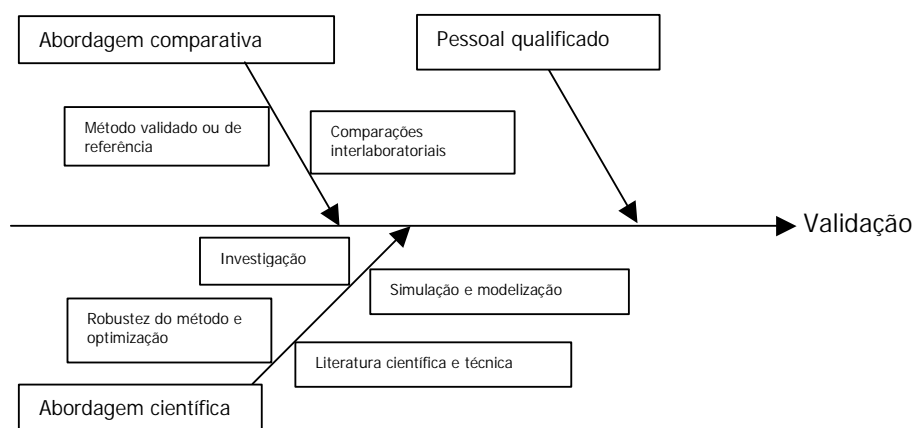 Abordagem comparativa
Pessoal qualificado
Método validado ou de
referência
Comparações
interlaboratoriais
Validação
Investigação
Simulação e modelização
Robustez do método e
optimização
Literatura científica e técnica
Abordagem científica